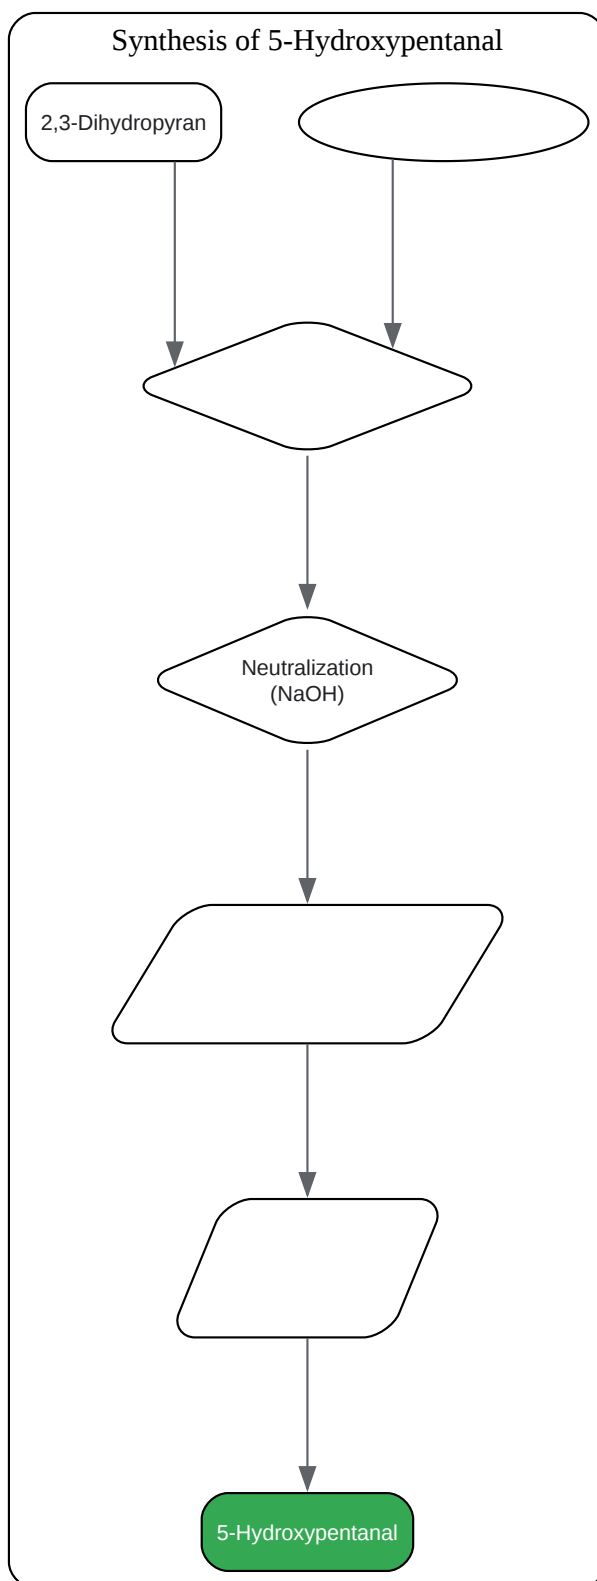 Synthesis of 5-Hydroxypentanal
2,3-Dihydropyran
Neutralization
(NaOH)
5-Hydroxypentanal